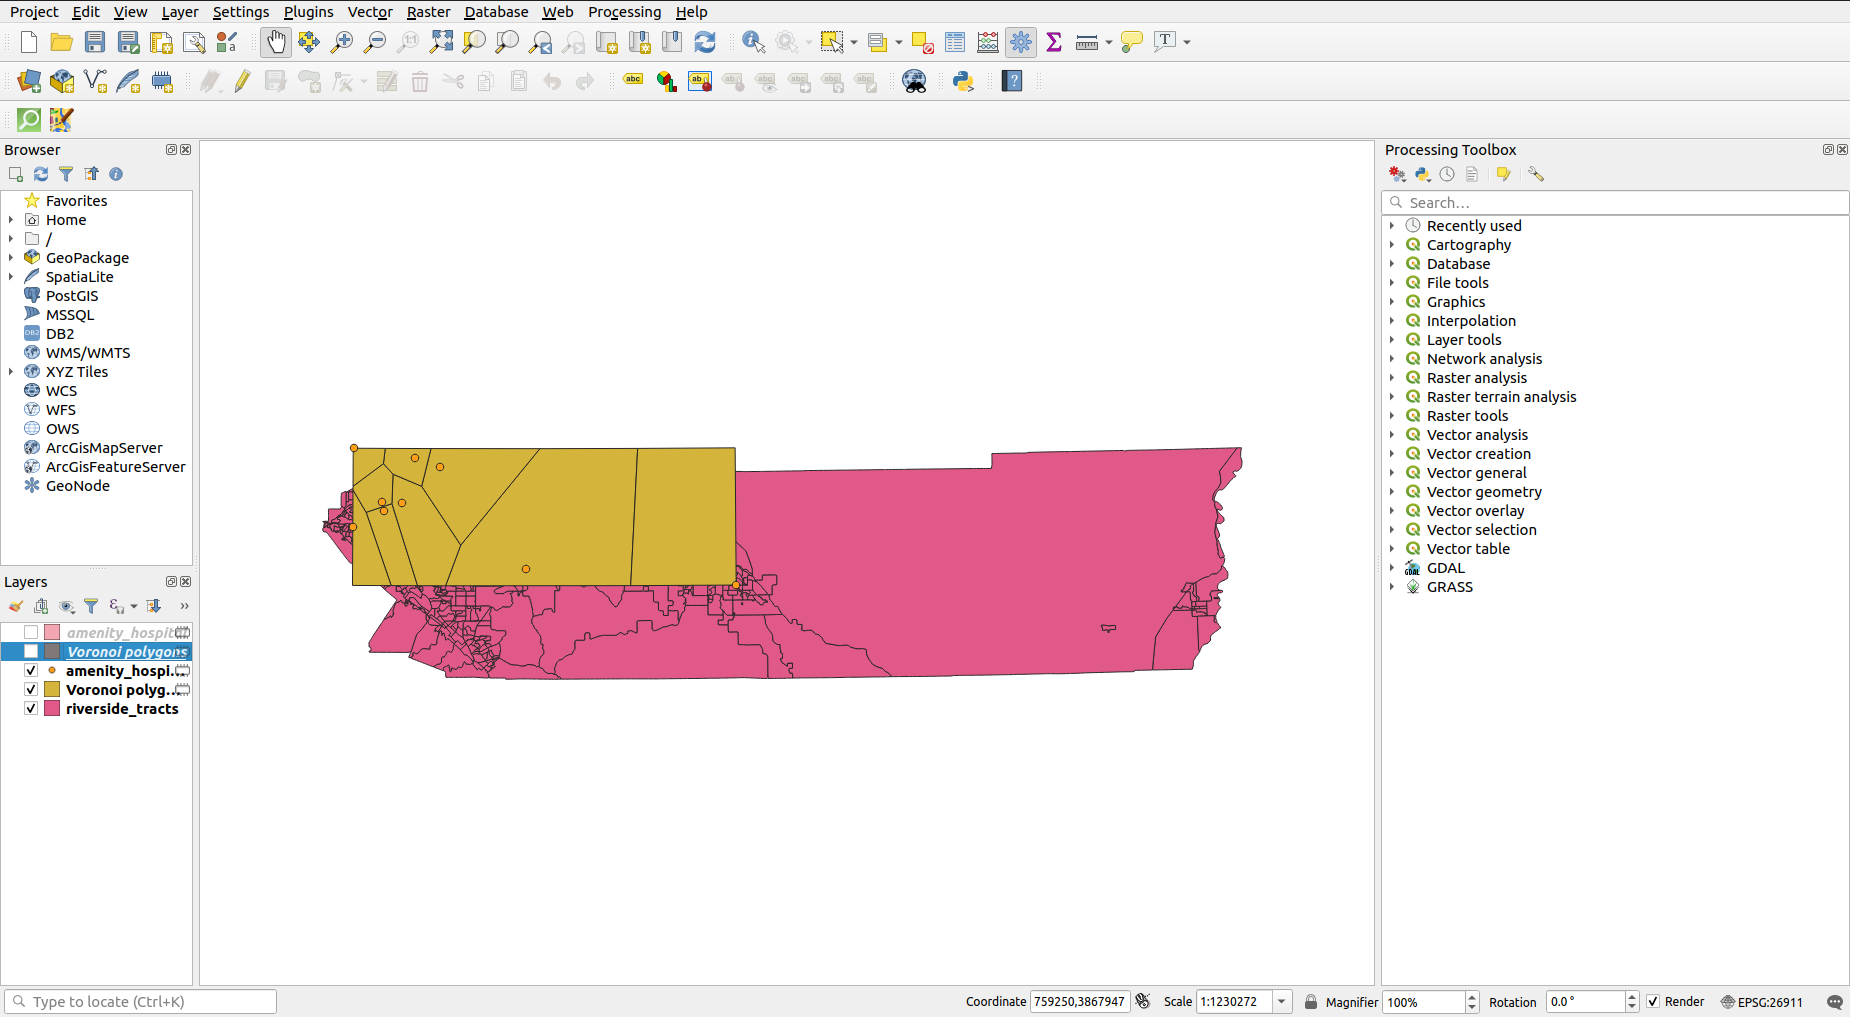 Project Edit View Layer Settings Plugins Vector Raster Database Web Processing Help
Browser
Favorites
Home
/
GeoPackage
SpatiaLite
PostGIS
MSSQL
DB2
WMS/WMTS
XYZ Tiles
WCS
WFS
OWS
ArcGisMapServer
ArcGisFeatureServer
GeoNode
Layers
amenity_hospit
Voronoi polygons
amenity_hospi...
Voronoi polyg...
riverside_tracts
Processing Toolbox
Search...
Recently used
Cartography
Database
File tools
Graphics
Interpolation
Layer tools
Network analysis
Raster analysis
Raster terrain analysis
Raster tools
Vector analysis
Vector creation
Vector general
Vector geometry
Vector overlay
Vector selection
Vector table
GDAL
GRASS
Type to locate (Ctrl+K)
Coordinate 759250,3867947 Scale 1:1230272 Magnifier 100% Rotation 0.0 ° Render EPSG:26911